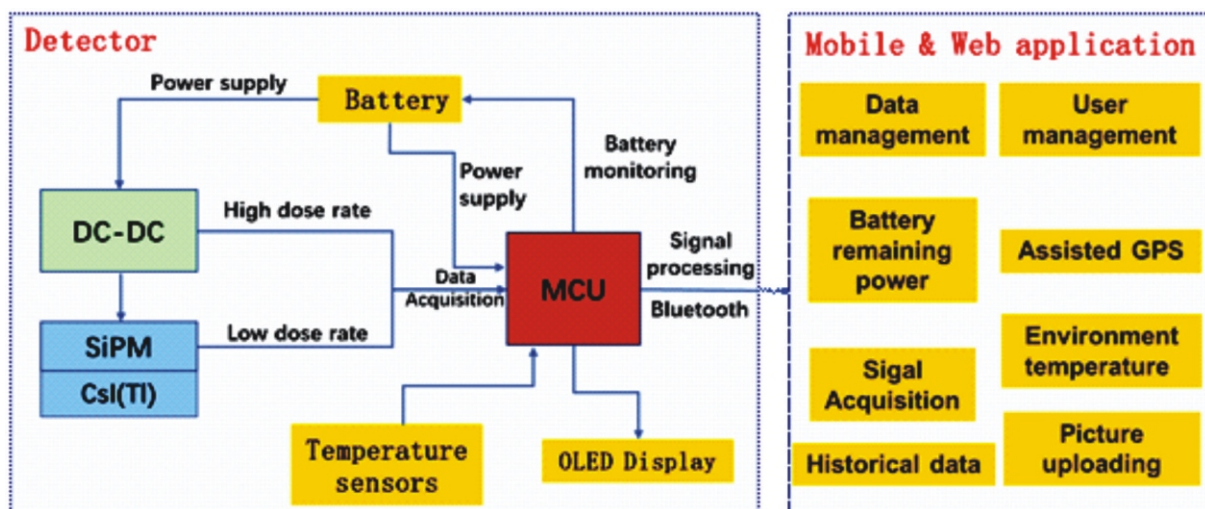 Detector
Power supply
Battery
Battery
monitoring
Power
supply
DC-DC
High dose rate
Data
Acquisition
MCU
Signal
processing
Bluetooth
SiPM
Low dose rate
CsI(Tl)
Temperature
sensors
OLED Display
Mobile & Web application
Data
management
User
management
Battery
remaining
power
Assisted GPS
Environment
temperature
Sigal
Acquisition
Historical data
Picture
uploading